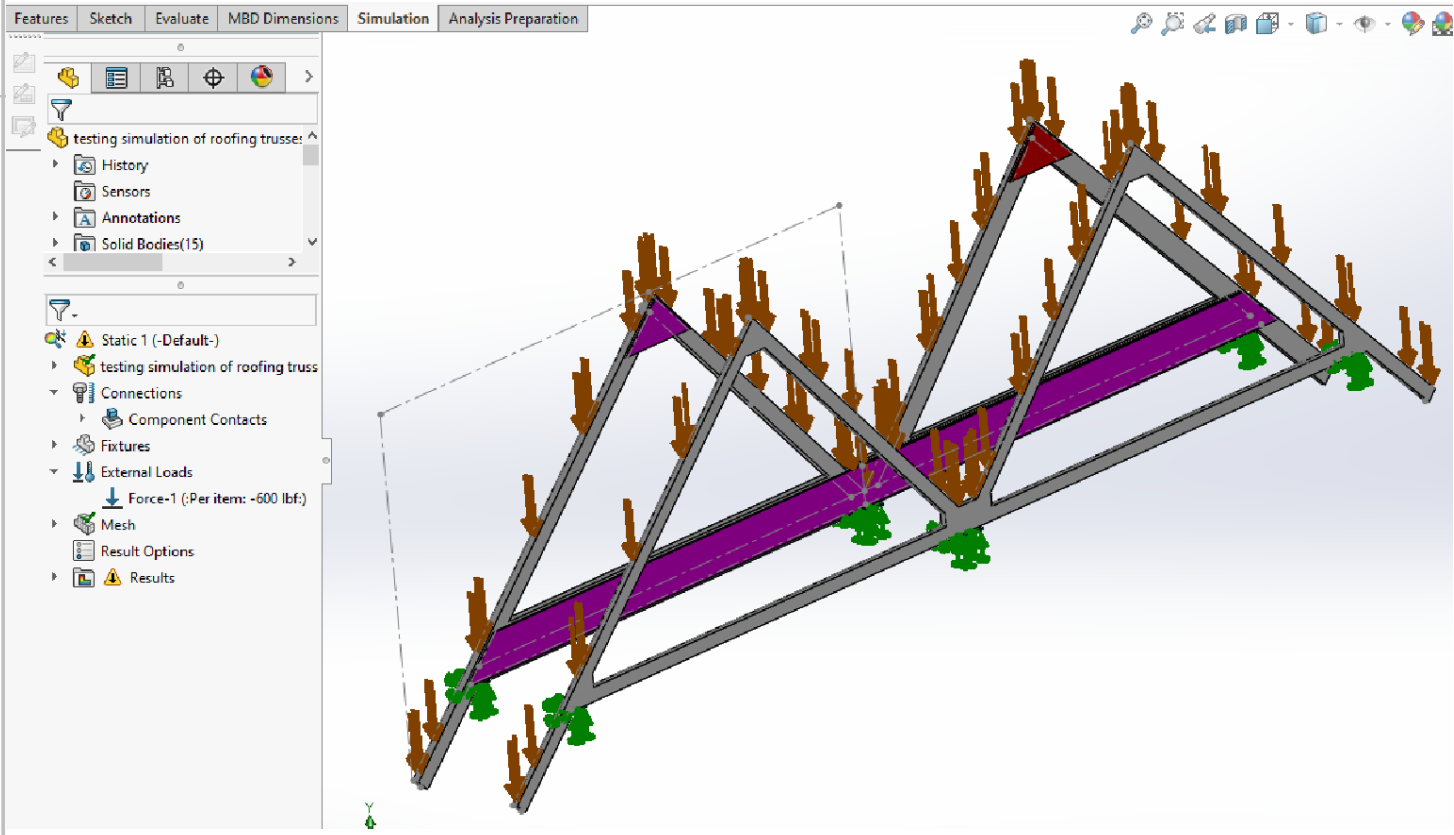 Features Sketch Evaluate MBD Dimensions Simulation Analysis Preparation
testing simulation of roofing trusse
History
Sensors
A Annotations
Solid Bodies(15)
Static 1 (-Default-)
testing simulation of roofing truss
Connections
Component Contacts
Fixtures
External Loads
Force-1 (:Per item: -600 lbf:)
Mesh
Result Options
Results
Y